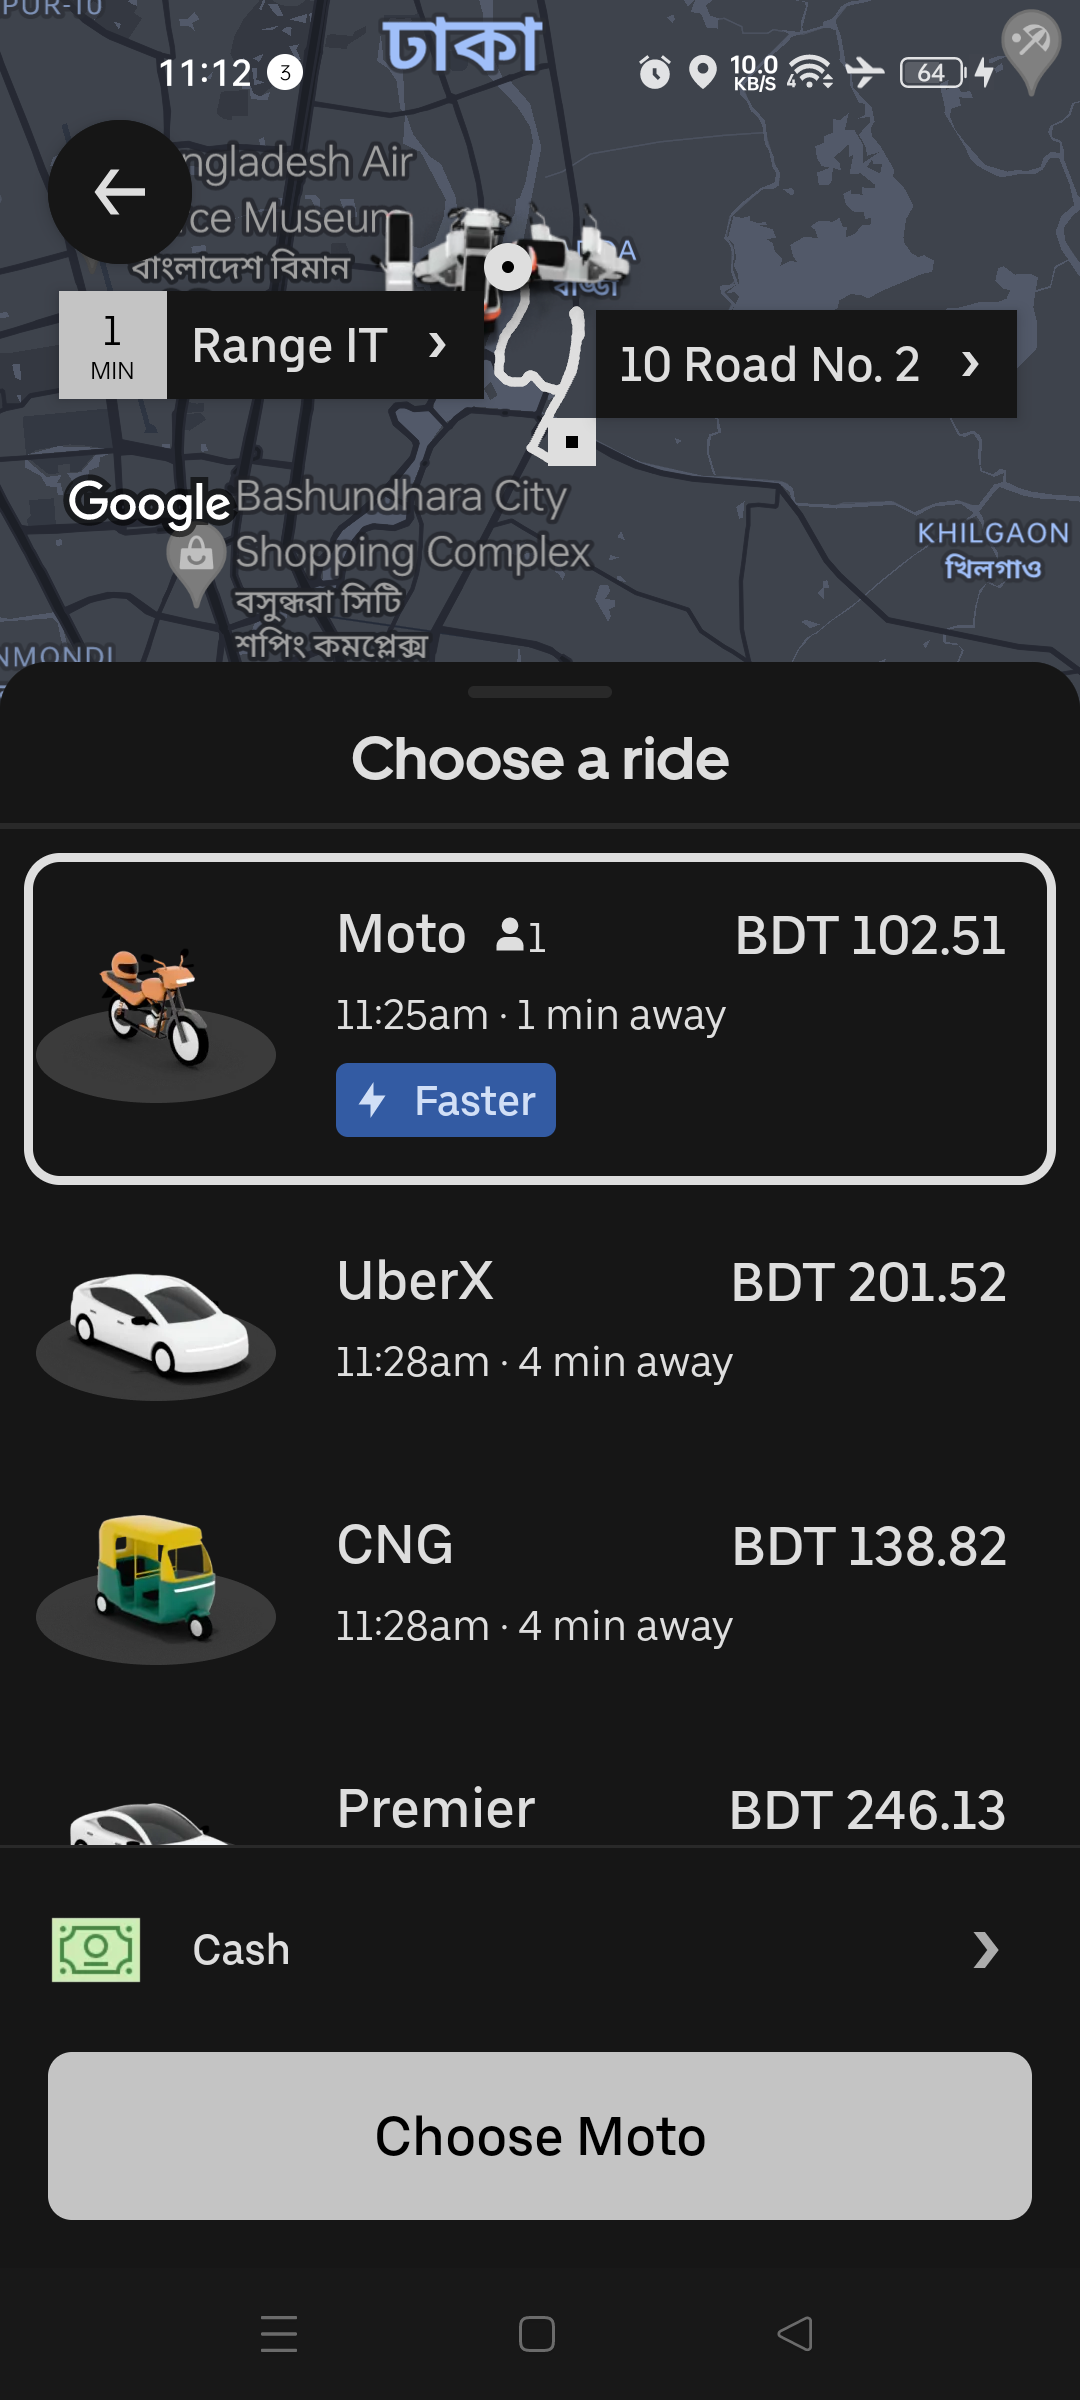 ঢাকা
11:12 3
10.0
KB/S
4
64
ngladesh Air
ce Museum
বাংলাদেশ বিমান
বাড্ডা
1
MIN
Range IT
10 Road No. 2
Google
Bashundhara City
Shopping Complex
বসুন্ধরা সিটি
শপিং কমপ্লেক্স
KHILGAON
খিলগাও
NMONDI
Choose a ride
Moto 1 BDT 102.51
11:25am · 1 min away
Faster
UberX BDT 201.52
11:28am · 4 min away
CNG BDT 138.82
11:28am · 4 min away
Premier BDT 246.13
Cash
Choose Moto